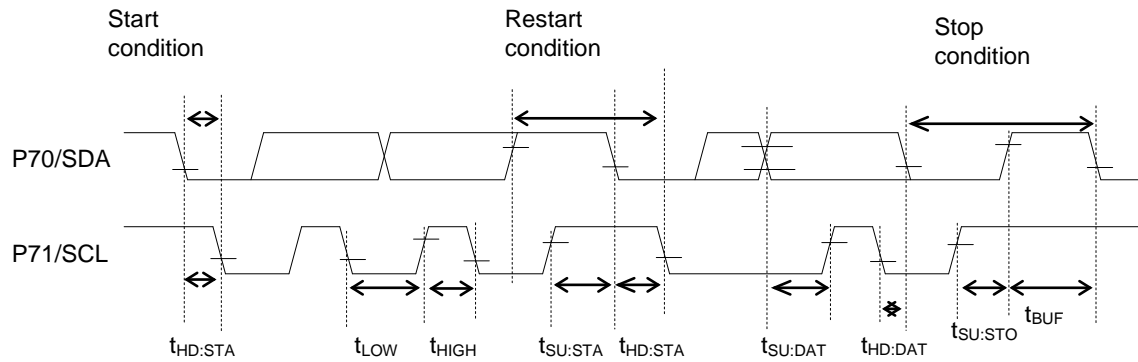 Start
condition
Restart
condition
Stop
condition
P70/SDA
P71/SCL
tHD:STA
tLOW
tHIGH
tSU:STA
tHD:STA
tSU:DAT
tHD:DAT
tSU:STO
tBUF